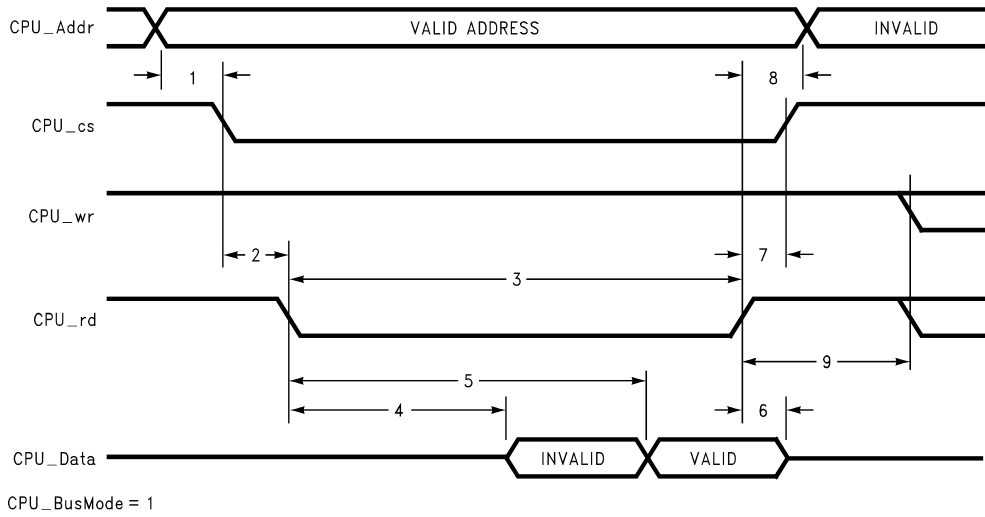 CPU_Addr VALID ADDRESS INVALID
1 8
CPU_cs
CPU_wr
2 7
3
CPU_rd
9
5
4 6
CPU_Data INVALID VALID
CPU_BusMode = 1